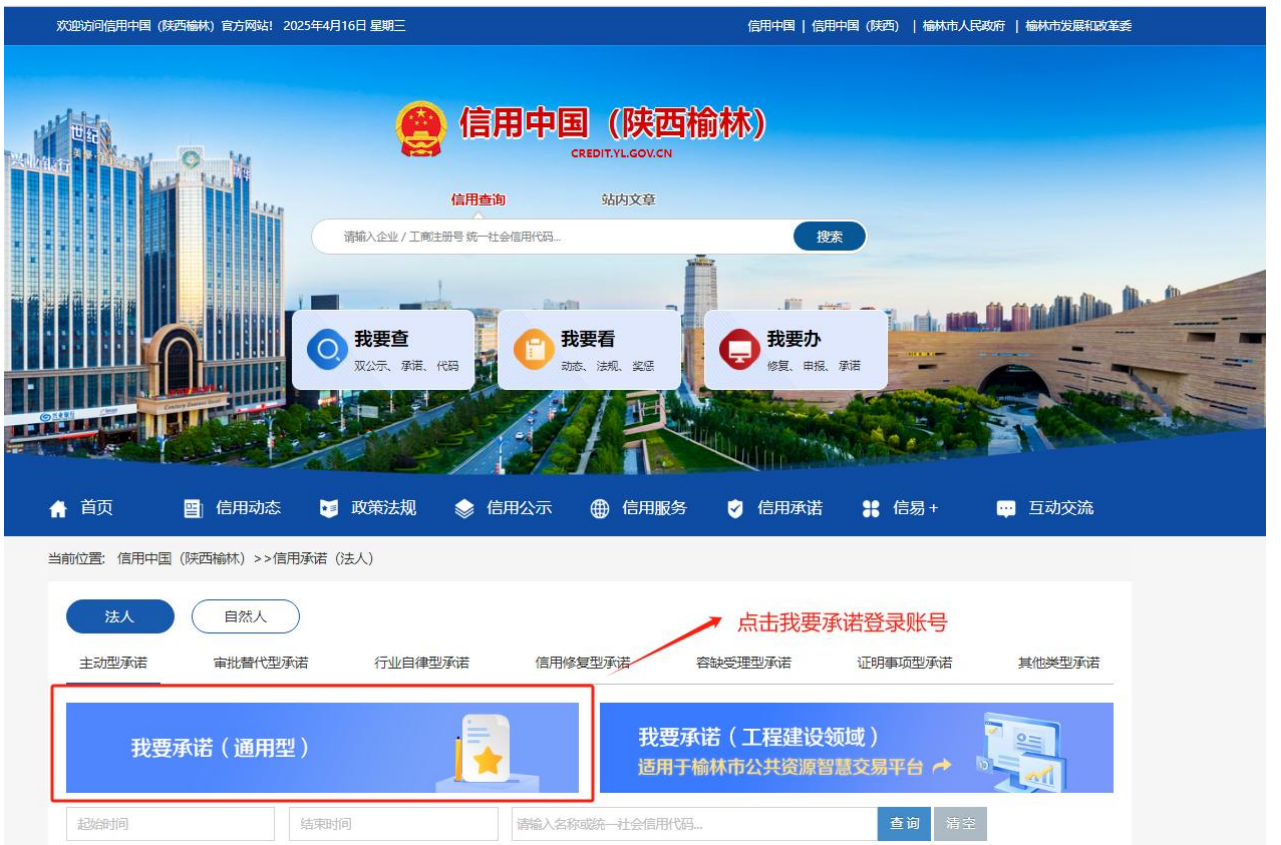 欢迎访问信用中国（陕西榆林）官方网站！ 2025年4月16日 星期三
信用中国 | 信用中国（陕西） | 榆林市人民政府 | 榆林市发展和改革委
信用中国（陕西榆林）
CREDIT.YL.GOV.CN
信用查询 站内文章
请输入企业 / 工商注册号 统一社会信用代码... 搜索
世纪
我要查 我要看 我要办
双公示、承诺、代码 动态、法规、奖惩 修复、申报、承诺
首页 信用动态 政策法规 信用公示 信用服务 信用承诺 信易+ 互动交流
当前位置: 信用中国（陕西榆林）>>信用承诺（法人）
法人 自然人
点击我要承诺登录账号
主动型承诺 审批替代型承诺 行业自律型承诺 信用修复型承诺 容缺受理型承诺 证明事项型承诺 其他类型承诺
我要承诺（通用型）
我要承诺（工程建设领域）
适用于榆林市公共资源智慧交易平台
起始时间 结束时间 请输入名称或统一社会信用代码... 查询 清空